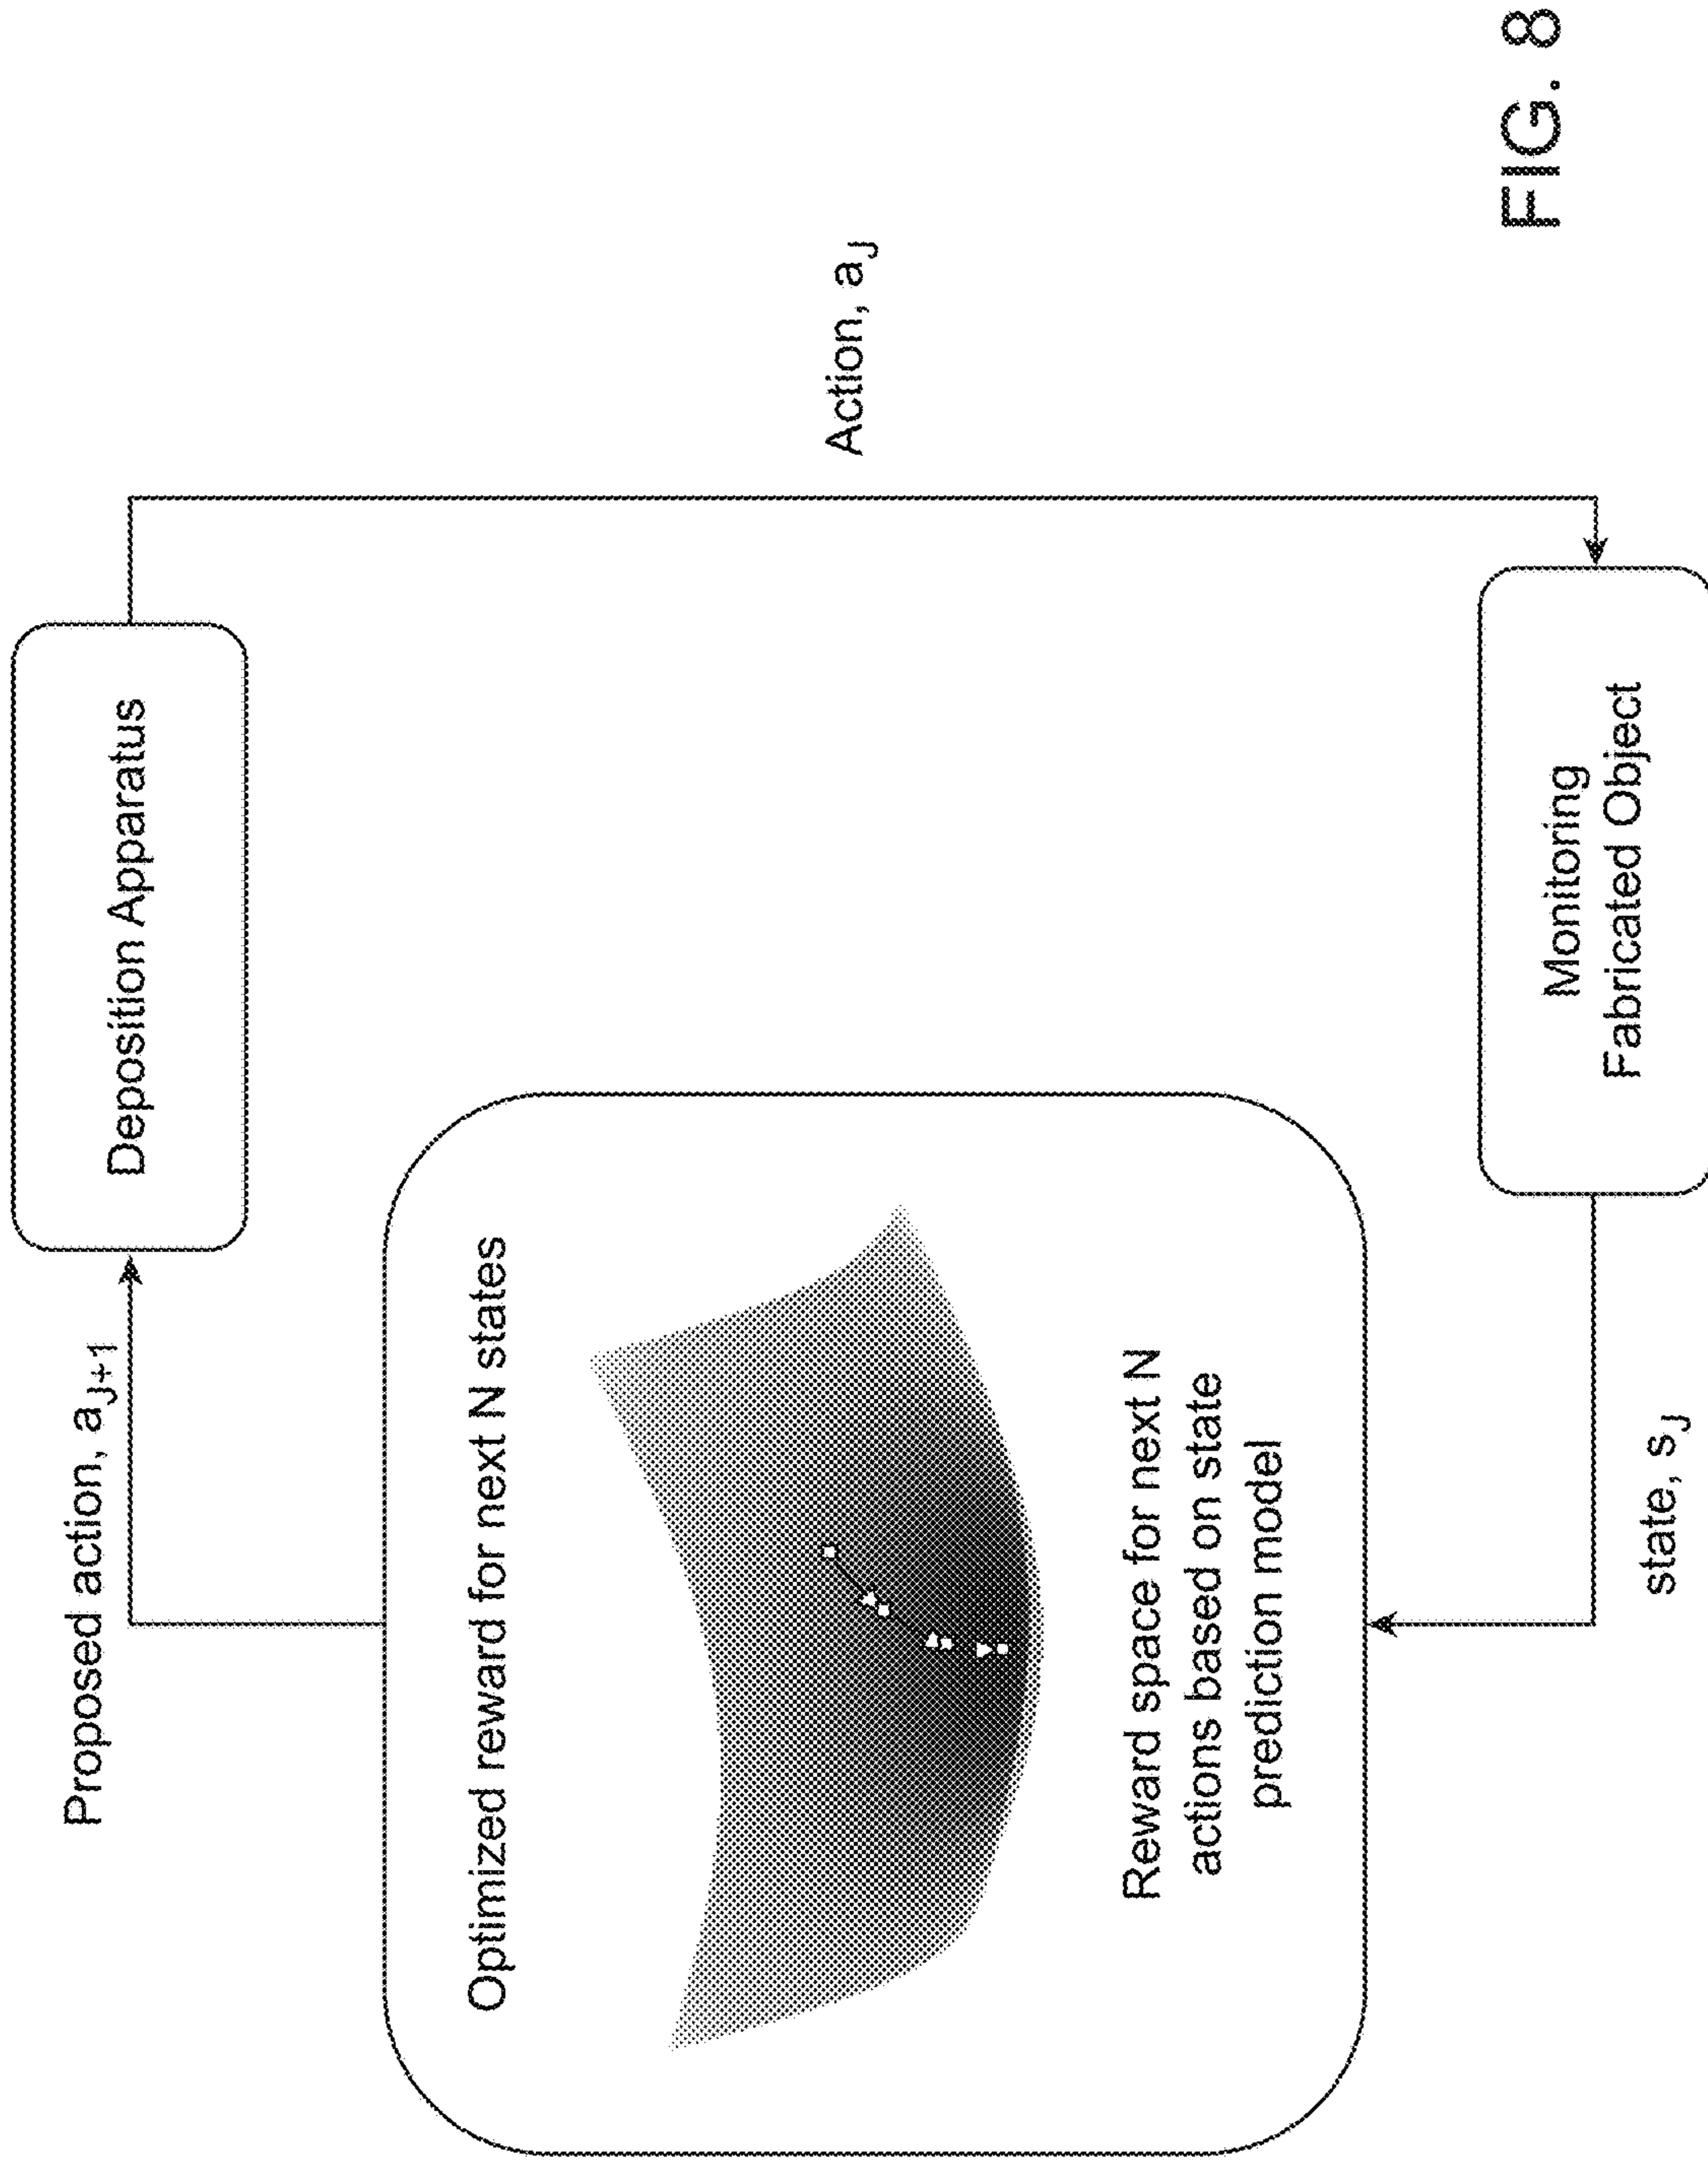 Proposed action, aJ+1
Deposition Apparatus
Optimized reward for next N states
Action, aJ
Reward space for next N
actions based on state
prediction model
state, sJ
Monitoring
Fabricated Object
FIG. 8